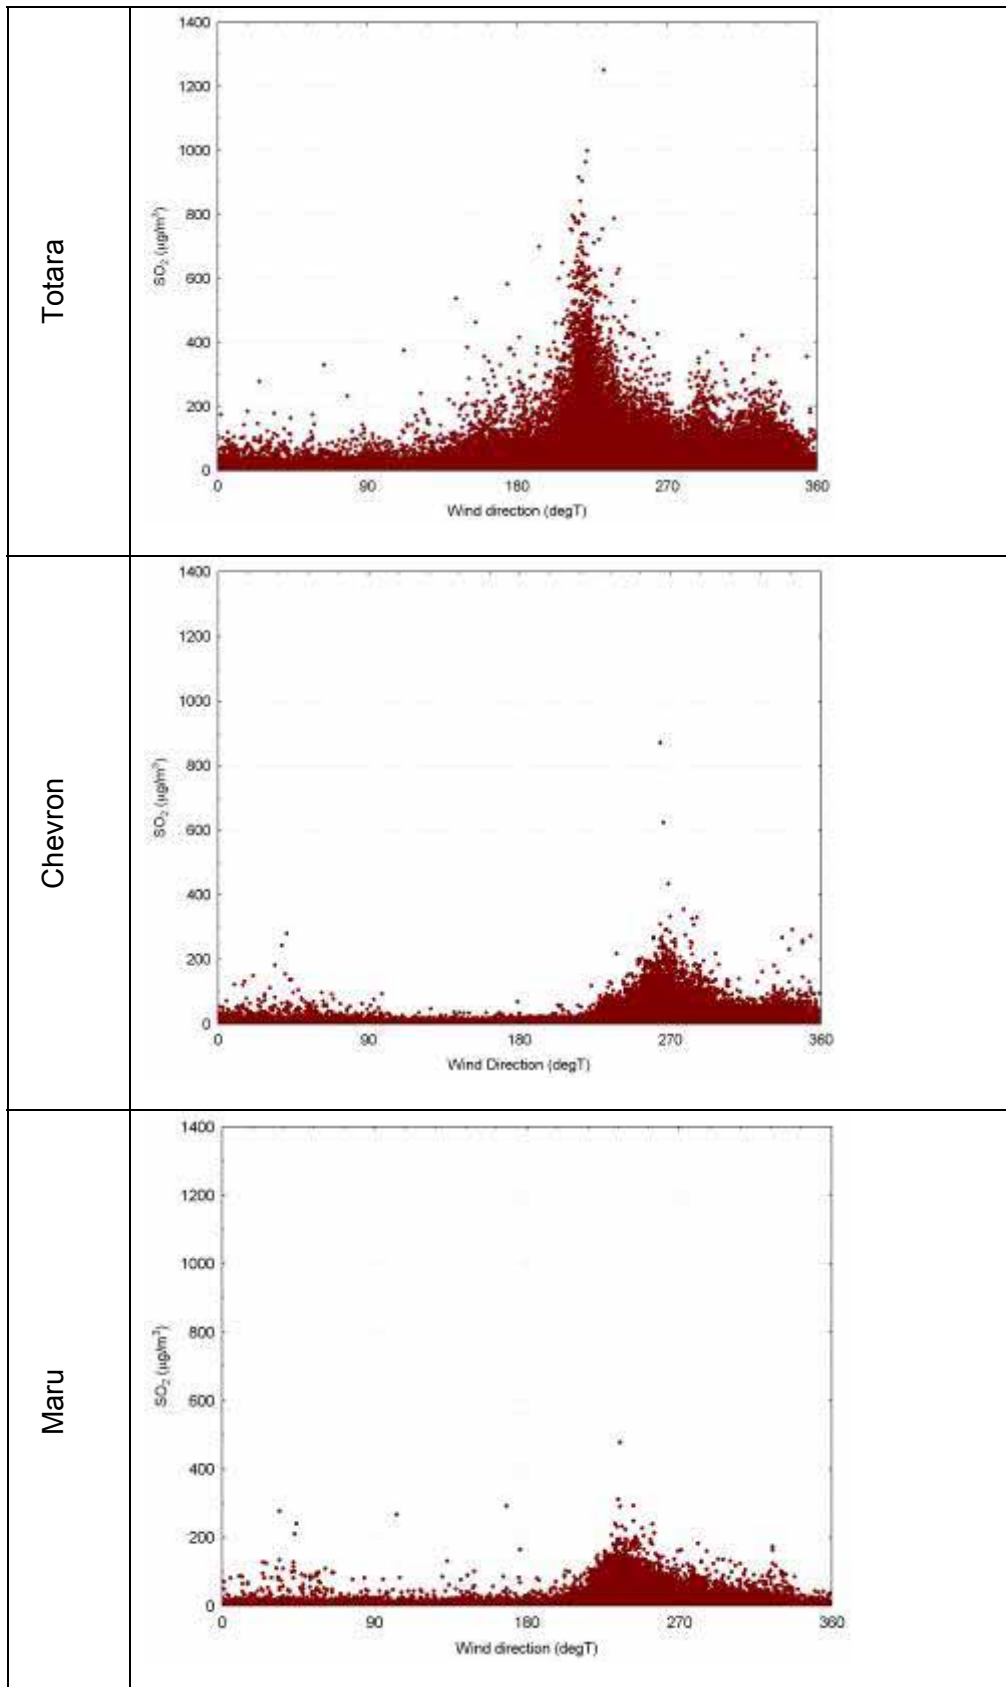 Totara
1400
1200
1000
800
600
400
200
0
SO₂ (µg/m³)
0 90 180 270 360
Wind direction (degT)
Chevron
1400
1200
1000
800
600
400
200
0
SO₂ (µg/m³)
0 90 180 270 360
Wind Direction (degT)
Maru
1400
1200
1000
800
600
400
200
0
SO₂ (µg/m³)
0 90 180 270 360
Wind direction (degT)